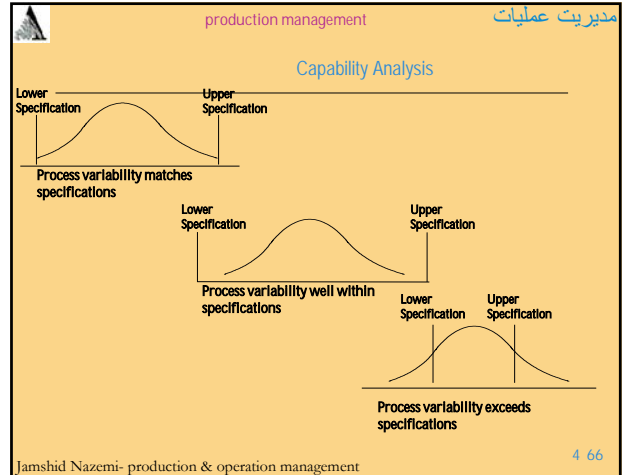 production management
مدیریت عملیات
Capability Analysis
Lower
Specification
Upper
Specification
Process variability matches
specifications
Lower
Specification
Upper
Specification
Process variability well within
specifications
Lower
Specification
Upper
Specification
Process variability exceeds
specifications
Jamshid Nazemi- production & operation management
4 66